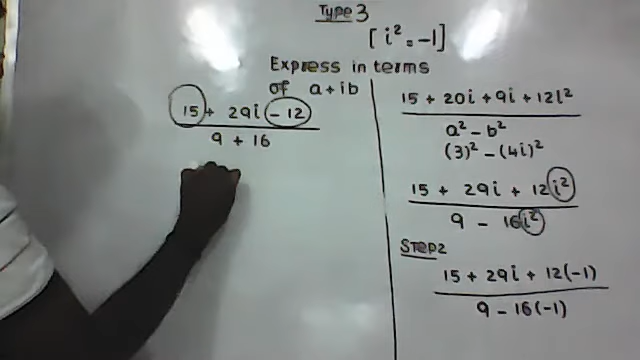 Type 3
[i² = -1]
Express in terms
of a + ib
15 + 29i - 12
9 + 16
15 + 20i + 9i + 12i²
a² - b²
(3)² - (4i)²
15 + 29i + 12i²
9 - 16i²
STEP2
15 + 29i + 12(-1)
9 - 16(-1)